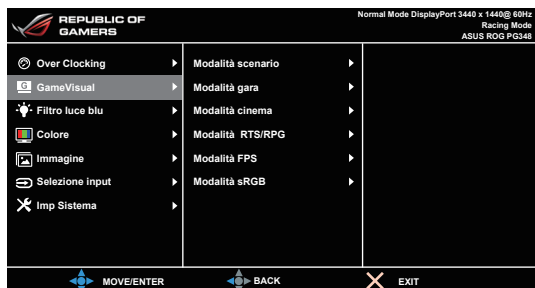 REPUBLIC OF
GAMERS
Normal Mode DisplayPort 3440 x 1440@ 60Hz
Racing Mode
ASUS ROG PG348
Over Clocking
G GameVisual
Filtro luce blu
Colore
Immagine
Selezione input
Imp Sistema
Modalità scenario
Modalità gara
Modalità cinema
Modalità RTS/RPG
Modalità FPS
Modalità sRGB
MOVE/ENTER
BACK
EXIT